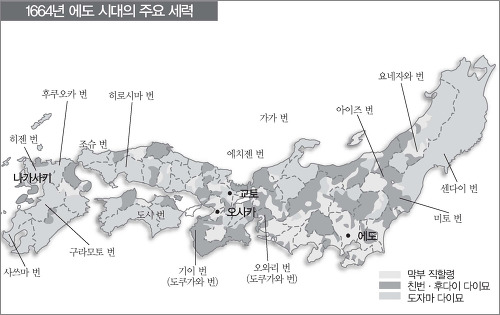 1664년 에도 시대의 주요 세력
후쿠오카 번
히로시마 번
요네자와 번
아이즈 번
가가 번
히젠 번
조슈 번
에치젠 번
나가사키
교토
센다이 번
오사카
도사 번
미토 번
에도
구라모토 번
사쓰마 번
기이 번
(도쿠가와 번)
오와리 번
(도쿠가와 번)
막부 직할령
친번·후다이 다이묘
도자마 다이묘